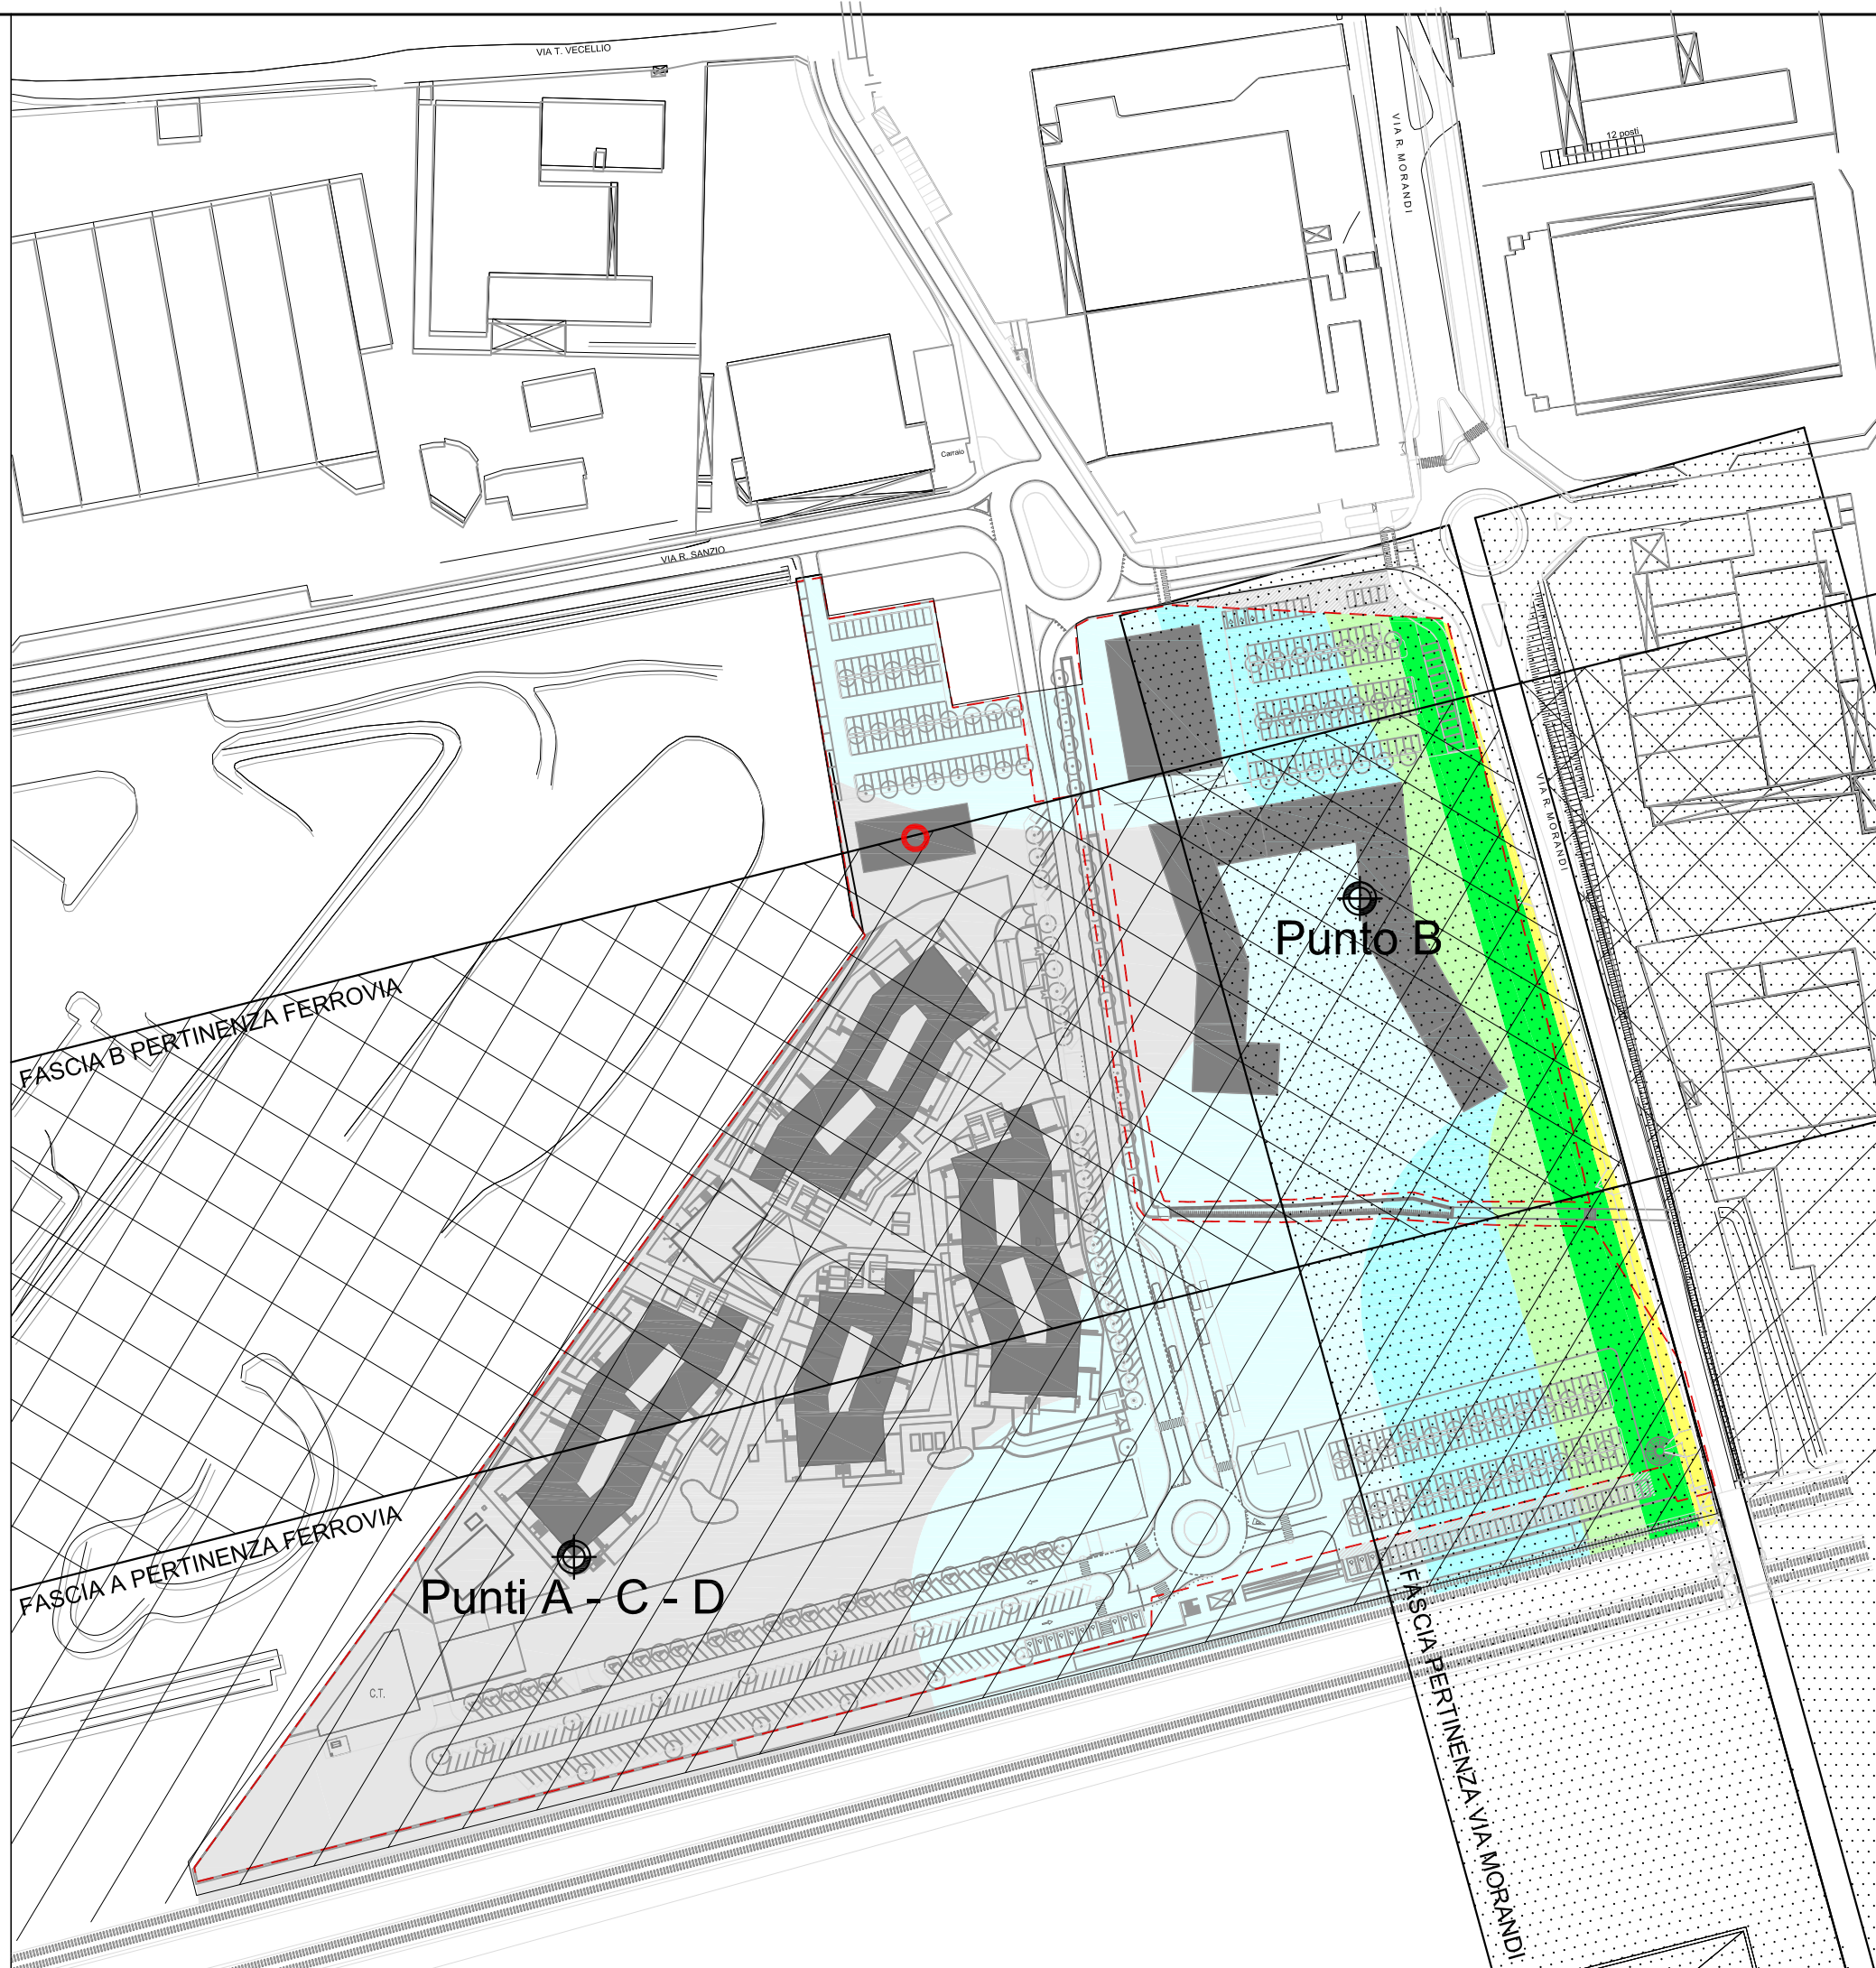 VIA T. VECELLIO
VIA R. MORANDI
12 posti
Carraio
VIA R. SANZIO
VIA R. MORANDI
Punto B
FASCIA B PERTINENZA FERROVIA
FASCIA A PERTINENZA FERROVIA
Punti A - C - D
C.T.
FASCIA PERTINENZA VIA MORANDI